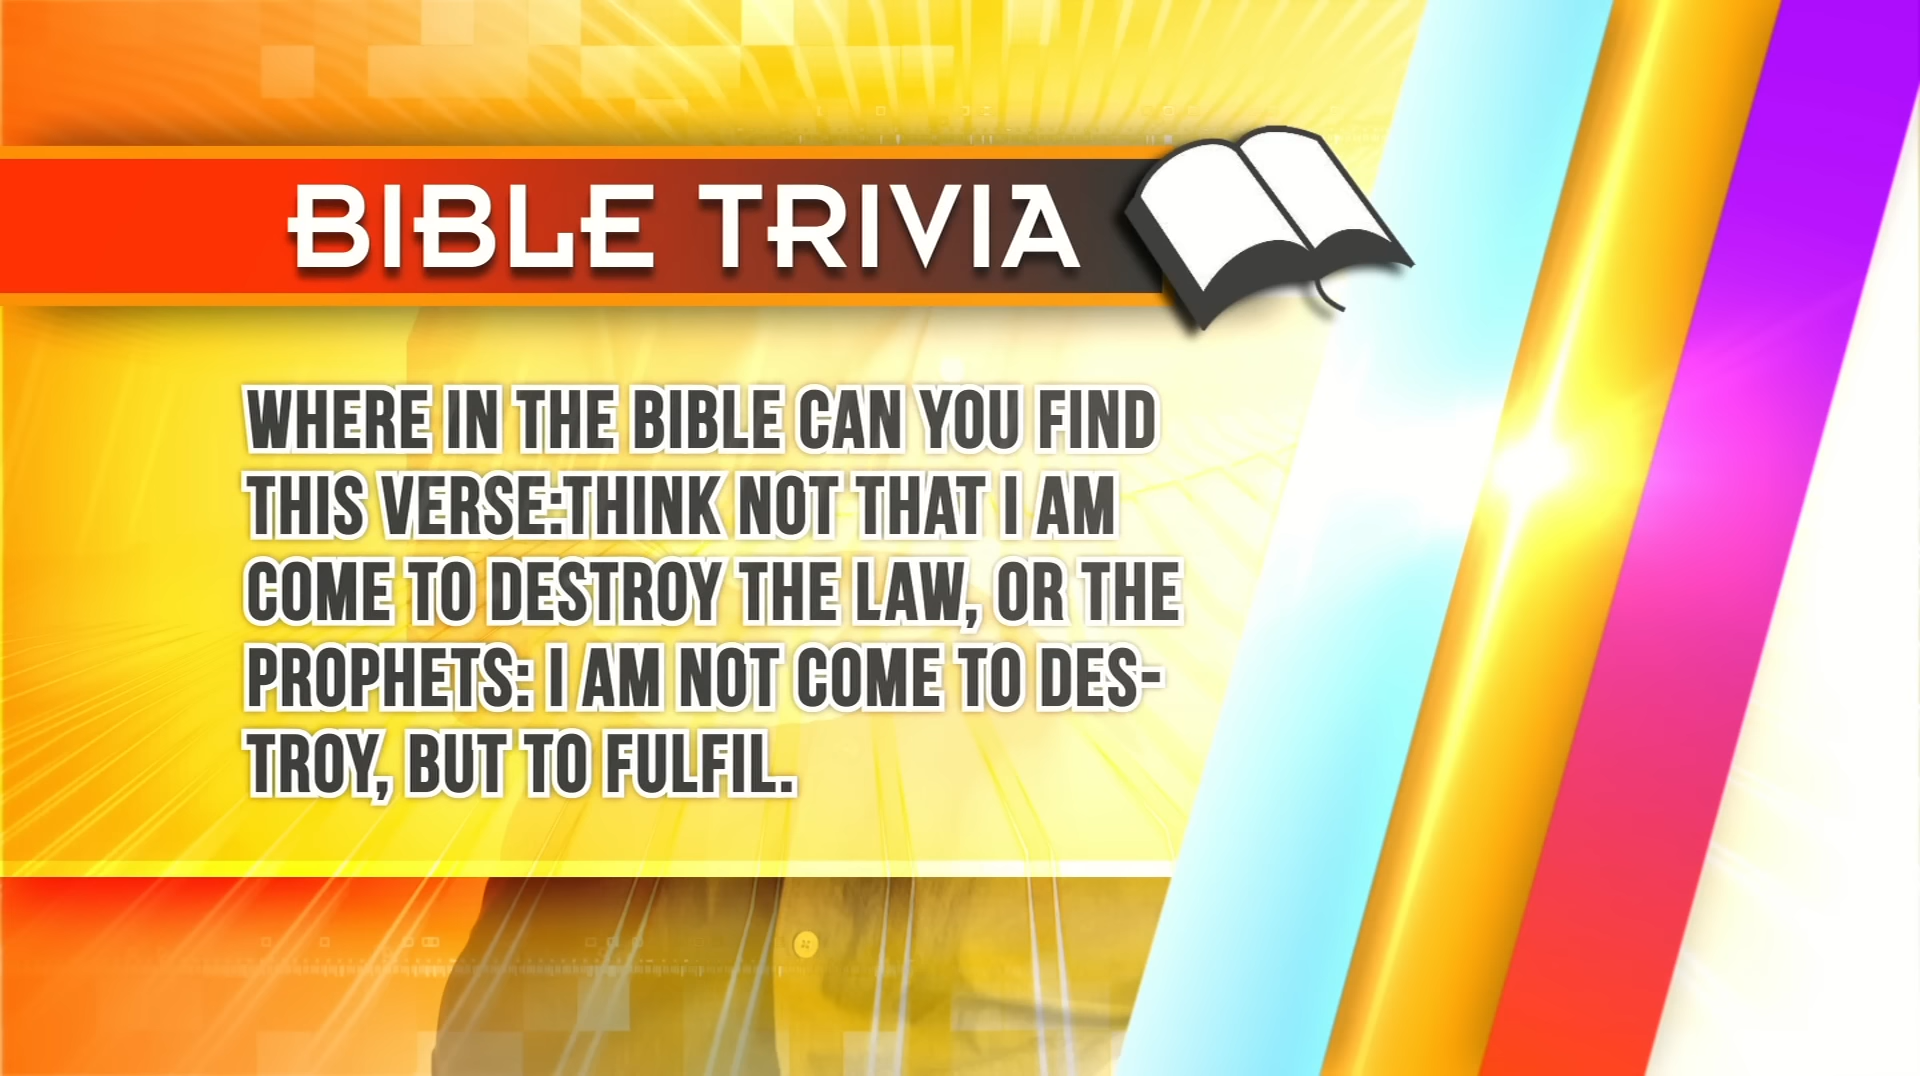 BIBLE TRIVIA
WHERE IN THE BIBLE CAN YOU FIND
THIS VERSE:THINK NOT THAT I AM
COME TO DESTROY THE LAW, OR THE
PROPHETS: I AM NOT COME TO DES-
TROY, BUT TO FULFIL.